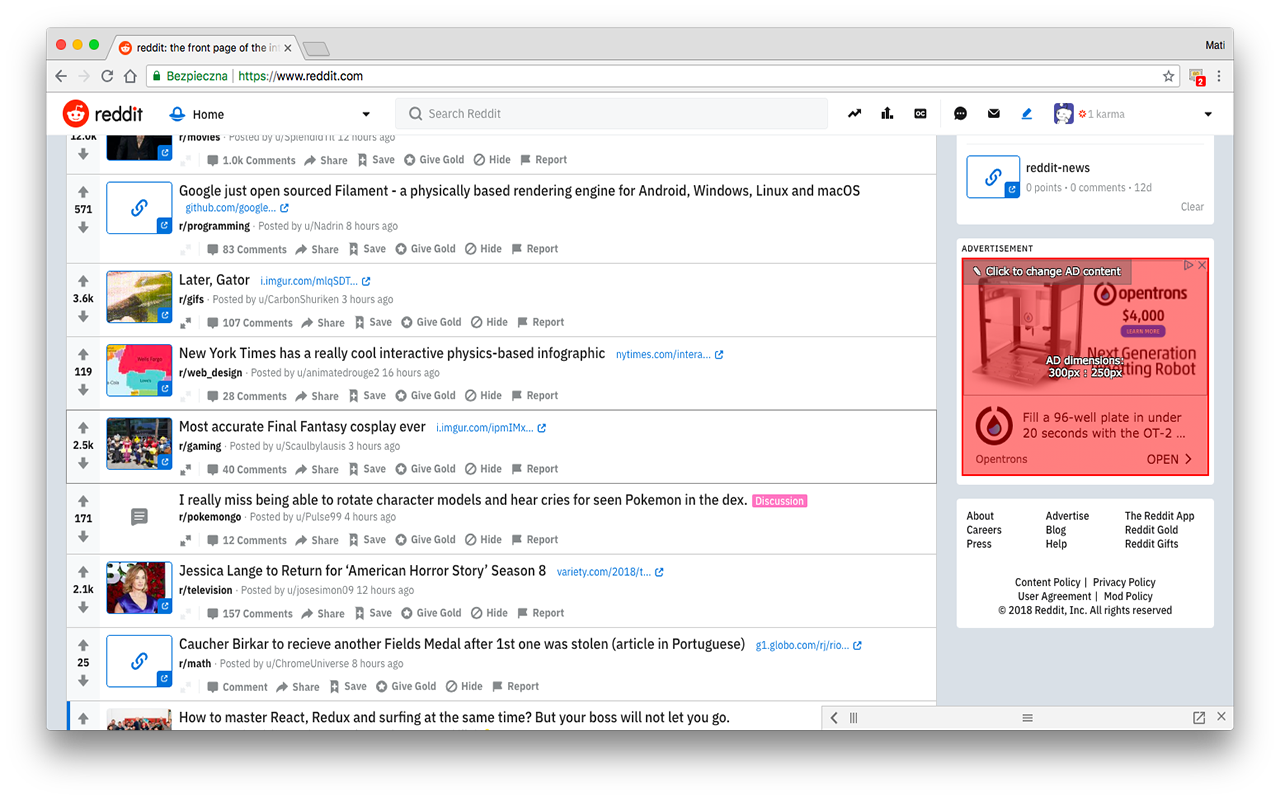 reddit: the front page of the in
Mati
Bezpieczna
https://www.reddit.com
2
reddit
Home
Search Reddit
1 karma
12.0k
r/movies · Posted by u/SplendidTit 12 hours ago
1.0k Comments Share Save Give Gold Hide Report
Google just open sourced Filament - a physically based rendering engine for Android, Windows, Linux and macOS
github.com/google...
571
r/programming · Posted by u/Nadrin 8 hours ago
83 Comments Share Save Give Gold Hide Report
Later, Gator i.imgur.com/mlqSDT...
3.6k
r/gifs · Posted by u/CarbonShuriken 3 hours ago
107 Comments Share Save Give Gold Hide Report
New York Times has a really cool interactive physics-based infographic nytimes.com/intera...
119
r/web_design · Posted by u/animatedrouge2 16 hours ago
28 Comments Share Save Give Gold Hide Report
Most accurate Final Fantasy cosplay ever i.imgur.com/ipmIMx...
2.5k
r/gaming · Posted by u/Scaulbylausis 3 hours ago
40 Comments Share Save Give Gold Hide Report
I really miss being able to rotate character models and hear cries for seen Pokemon in the dex. Discussion
171
r/pokemongo · Posted by u/Pulse99 4 hours ago
12 Comments Share Save Give Gold Hide Report
Jessica Lange to Return for ‘American Horror Story’ Season 8 variety.com/2018/t...
2.1k
r/television · Posted by u/josesimon09 12 hours ago
157 Comments Share Save Give Gold Hide Report
Caucher Birkar to recieve another Fields Medal after 1st one was stolen (article in Portuguese) g1.globo.com/rj/rio...
25
r/math · Posted by u/ChromeUniverse 8 hours ago
Comment Share Save Give Gold Hide Report
How to master React, Redux and surfing at the same time? But your boss will not let you go.
reddit-news
0 points · 0 comments · 12d
Clear
ADVERTISEMENT
Click to change AD content
opentrons
$4,000
LEARN MORE
Next Generation
AD dimensions:
300px : 250px
Robot
Fill a 96-well plate in under
20 seconds with the OT-2 ...
Opentrons OPEN
About Advertise The Reddit App
Careers Blog Reddit Gold
Press Help Reddit Gifts
Content Policy | Privacy Policy
User Agreement | Mod Policy
© 2018 Reddit, Inc. All rights reserved